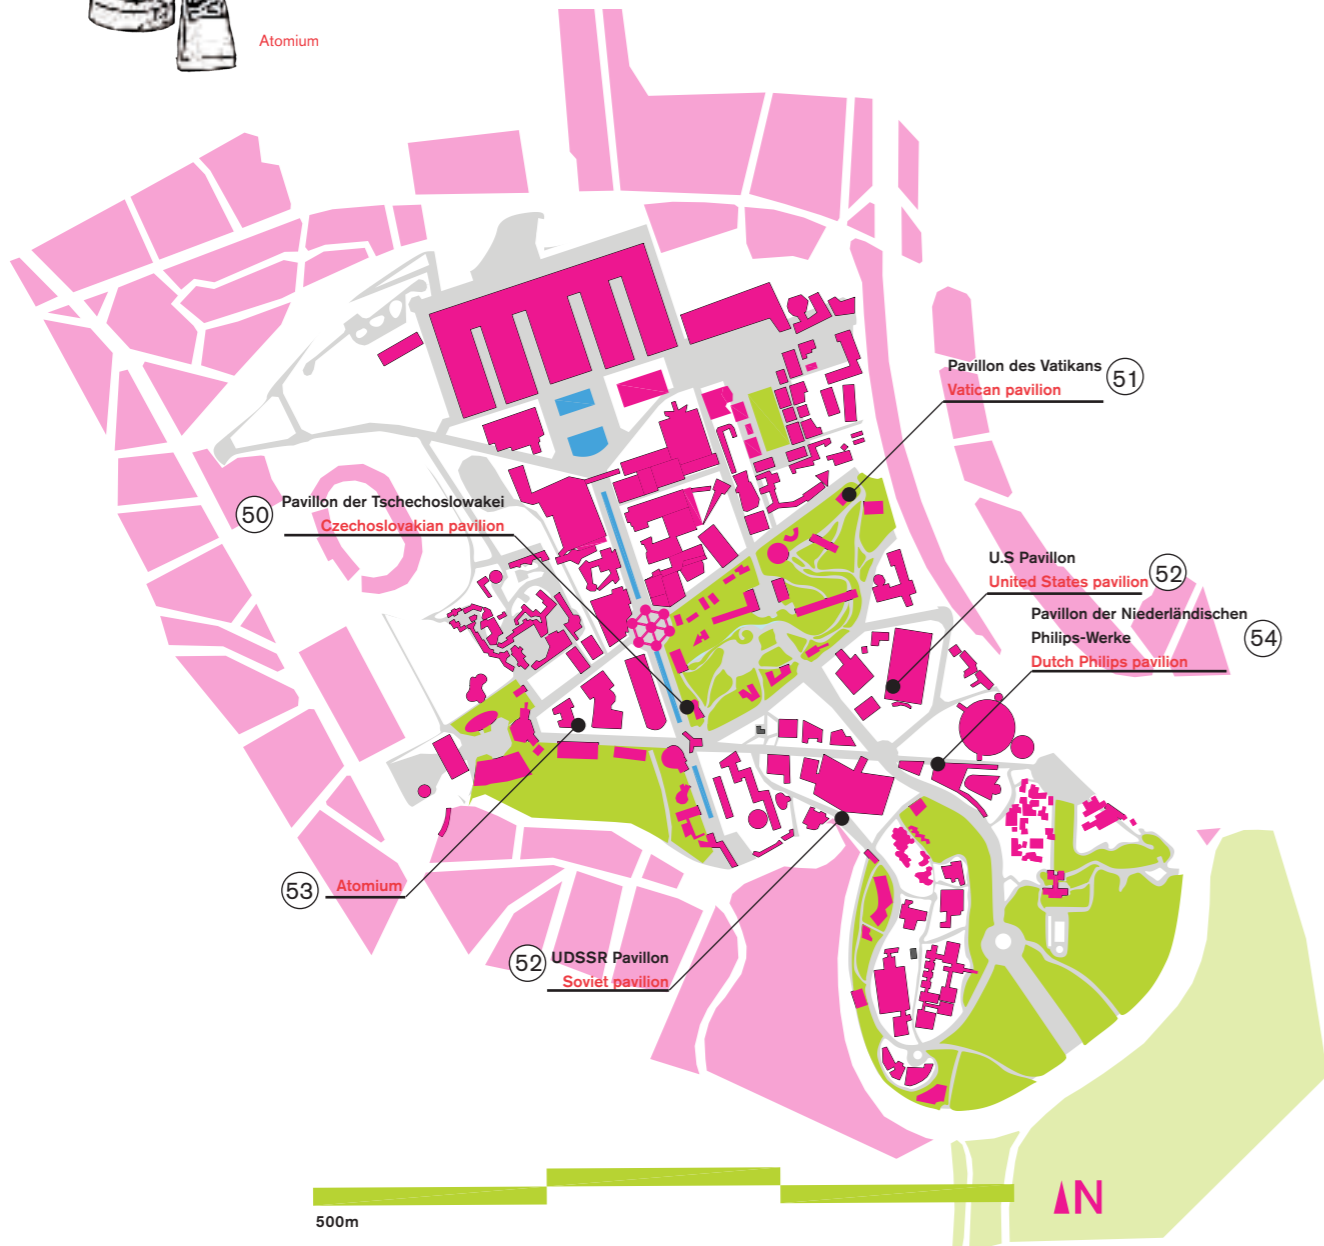 Atomium
Pavillon des Vatikans
Vatican pavilion
51
50
Pavillon der Tschechoslowakei
Czechoslovakian pavilion
U.S Pavillon
United States pavilion
52
Pavillon der Niederländischen
Philips-Werke
Dutch Philips pavilion
54
53
Atomium
52
UDSSR Pavillon
Soviet pavilion
500m
N